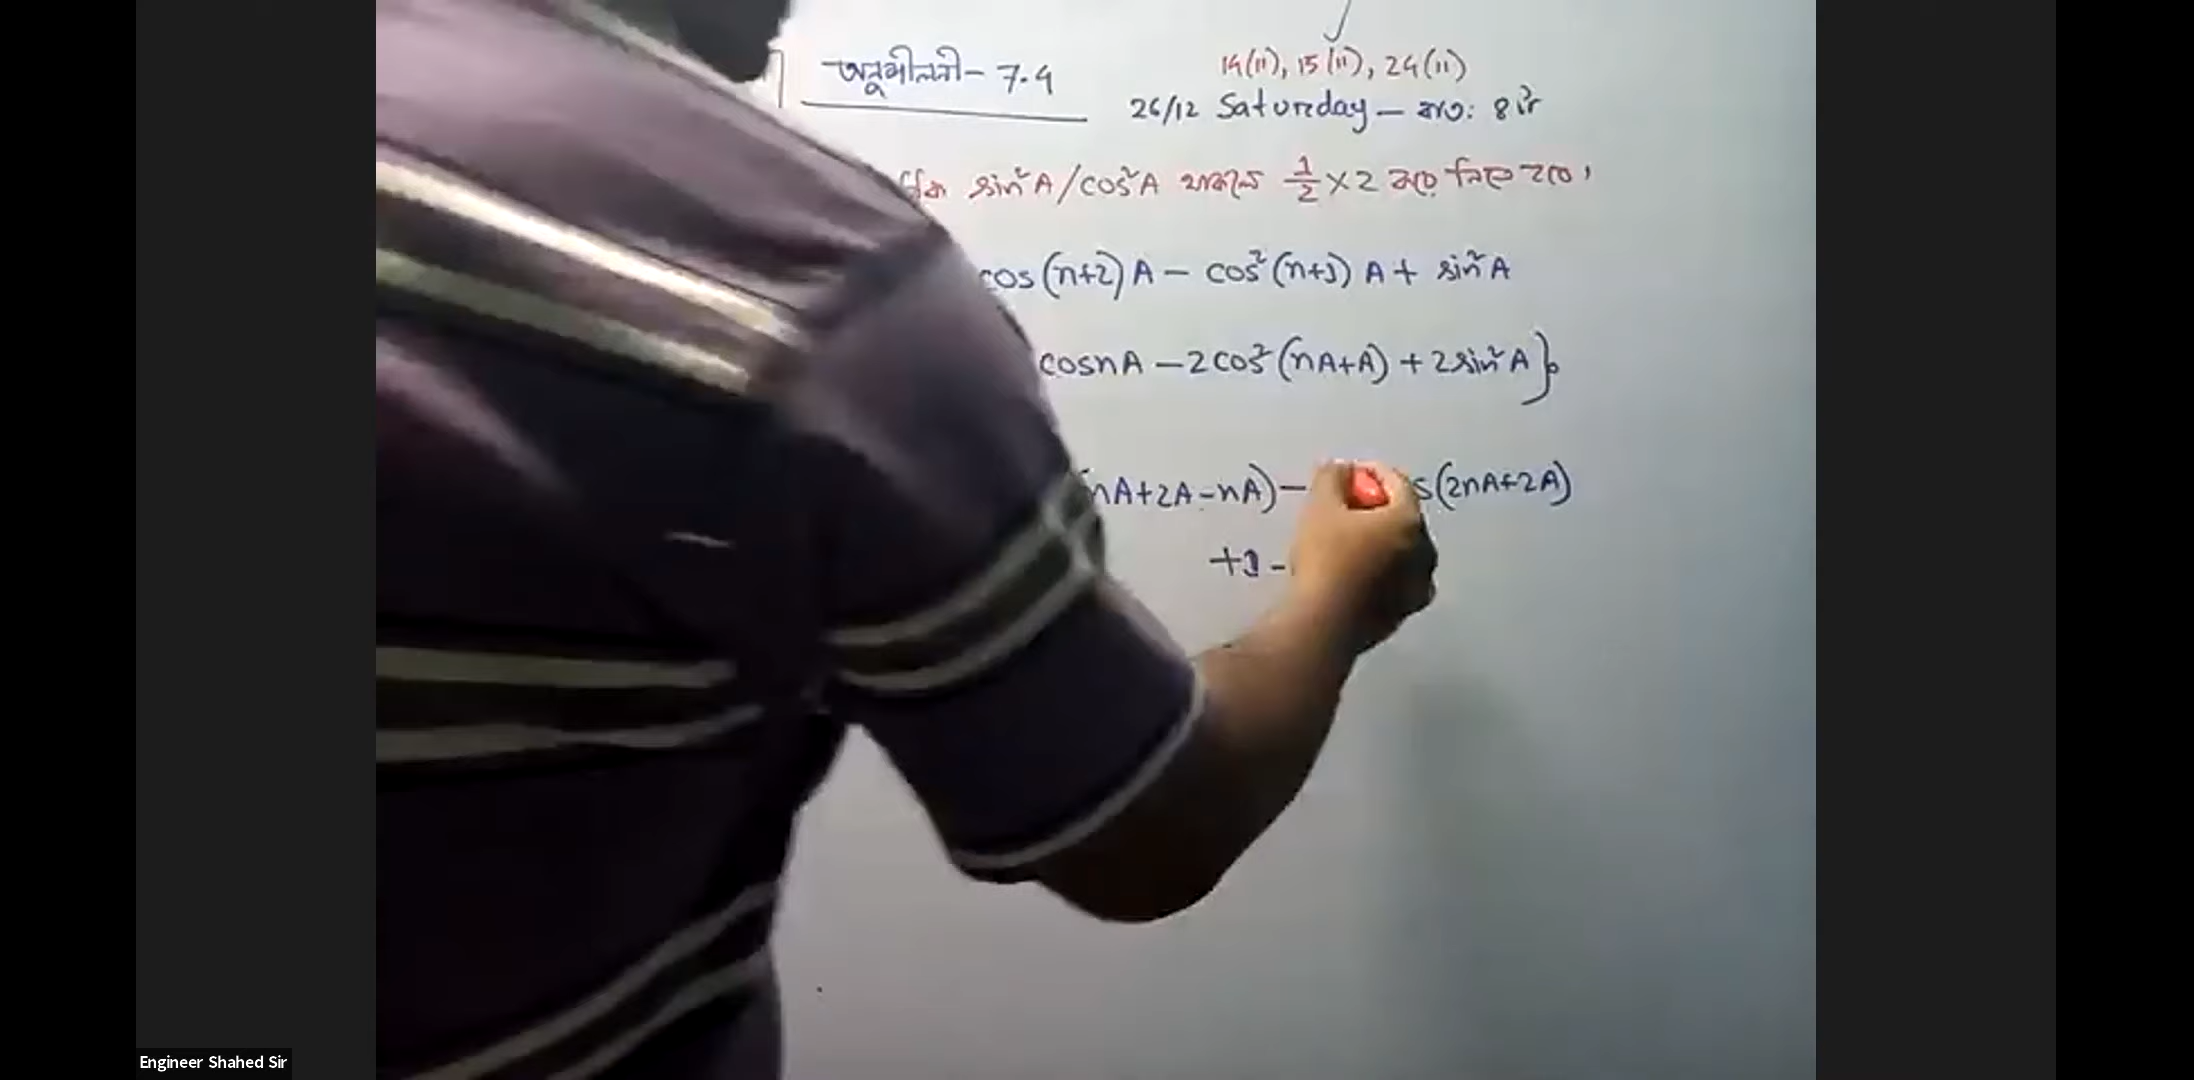 14(ii), 15(ii), 24(ii)
অনুশীলনী - 7.4
26/12 Saturday — রাত: 8 টা
sin²A/cos²A থাকলে 1/2 × 2 করে নিতে হবে।
cos(n+2)A - cos²(n+1)A + sin²A
cosnA - 2cos²(nA+A) + 2sin²A}
nA+2A-nA) - s(2nA+2A)
+1 -
Engineer Shahed Sir